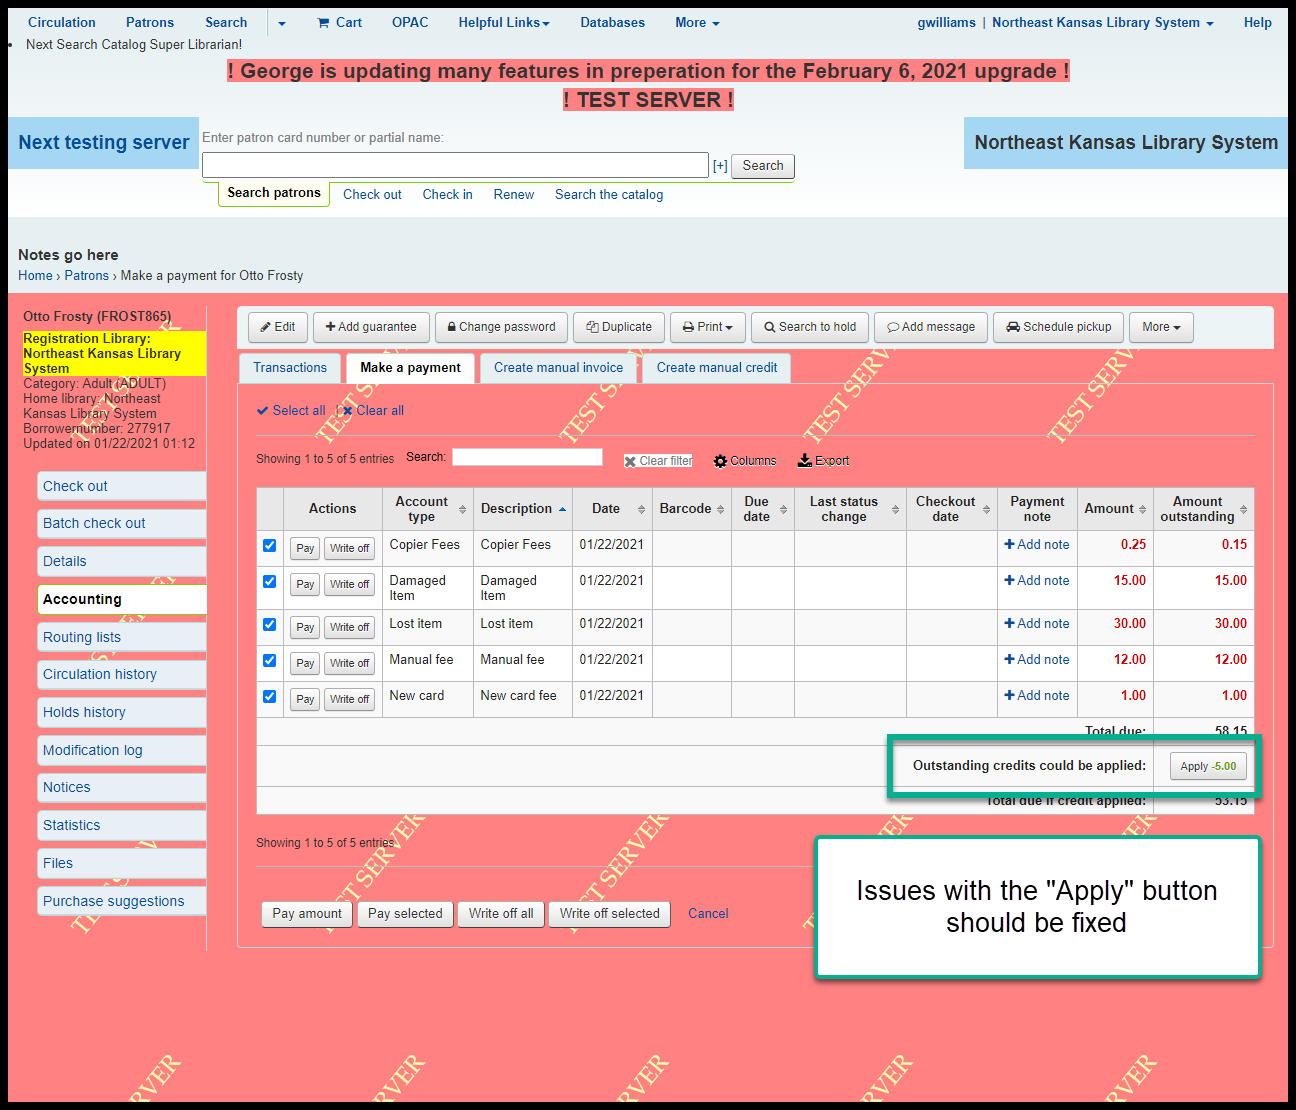 Circulation Patrons Search Cart OPAC Helpful Links Databases More gwilliams | Northeast Kansas Library System Help
Next Search Catalog Super Librarian!
! George is updating many features in preperation for the February 6, 2021 upgrade !
! TEST SERVER !
Next testing server
Enter patron card number or partial name:
[+] Search
Northeast Kansas Library System
Search patrons Check out Check in Renew Search the catalog
Notes go here
Home › Patrons › Make a payment for Otto Frosty
Otto Frosty (FROST865)
Registration Library:
Northeast Kansas Library
System
Category: Adult (ADULT)
Home library: Northeast
Kansas Library System
Borrowernumber: 277917
Updated on 01/22/2021 01:12
Check out
Batch check out
Details
Accounting
Routing lists
Circulation history
Holds history
Modification log
Notices
Statistics
Files
Purchase suggestions
Edit Add guarantee Change password Duplicate Print Search to hold Add message Schedule pickup More
Transactions Make a payment Create manual invoice Create manual credit
Select all | Clear all
Showing 1 to 5 of 5 entries Search: Clear filter Columns Export
Actions Account type Description Date Barcode Due date Last status change Checkout date Payment note Amount Amount outstanding
Pay Write off Copier Fees Copier Fees 01/22/2021 Add note 0.25 0.15
Pay Write off Damaged Item Damaged Item 01/22/2021 Add note 15.00 15.00
Pay Write off Lost item Lost item 01/22/2021 Add note 30.00 30.00
Pay Write off Manual fee Manual fee 01/22/2021 Add note 12.00 12.00
Pay Write off New card New card fee 01/22/2021 Add note 1.00 1.00
Total due: 58.15
Outstanding credits could be applied: Apply -5.00
Total due if credit applied: 53.15
Showing 1 to 5 of 5 entries
Pay amount Pay selected Write off all Write off selected Cancel
Issues with the "Apply" button
should be fixed
TEST SERVER
TEST SERVER
TEST SERVER
TEST SERVER
TEST SERVER
TEST SERVER